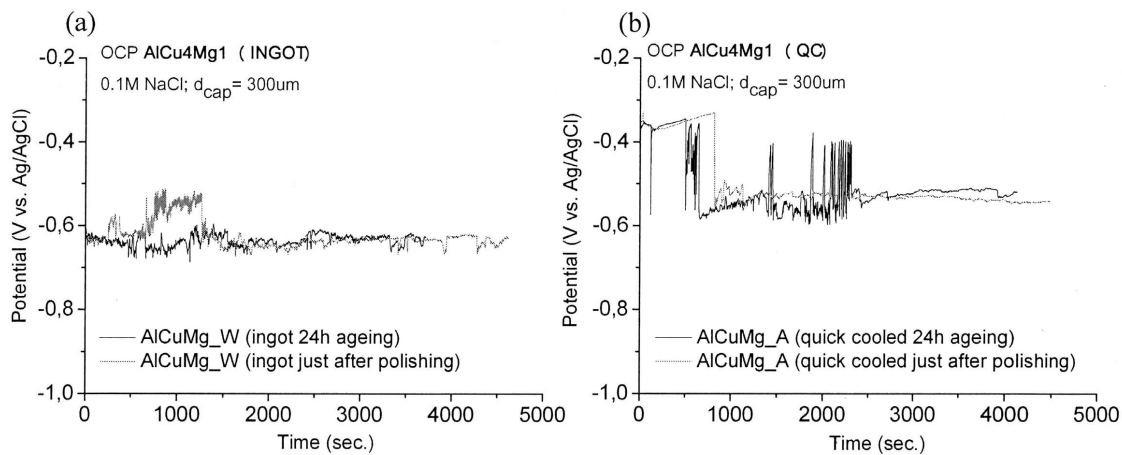 (a)
OCP AlCu4Mg1 ( INGOT)
0.1M NaCl; dcap= 300um
Potential (V vs. Ag/AgCl)
-0,2
-0,4
-0,6
-0,8
-1,0
AlCuMg_W (ingot 24h ageing)
AlCuMg_W (ingot just after polishing)
0 1000 2000 3000 4000 5000
Time (sec.)
(b)
OCP AlCu4Mg1 ( QC)
0.1M NaCl; dcap= 300um
Potential (V vs. Ag/AgCl)
-0,2
-0,4
-0,6
-0,8
-1,0
AlCuMg_A (quick cooled 24h ageing)
AlCuMg_A (quick cooled just after polishing)
0 1000 2000 3000 4000 5000
Time (sec.)